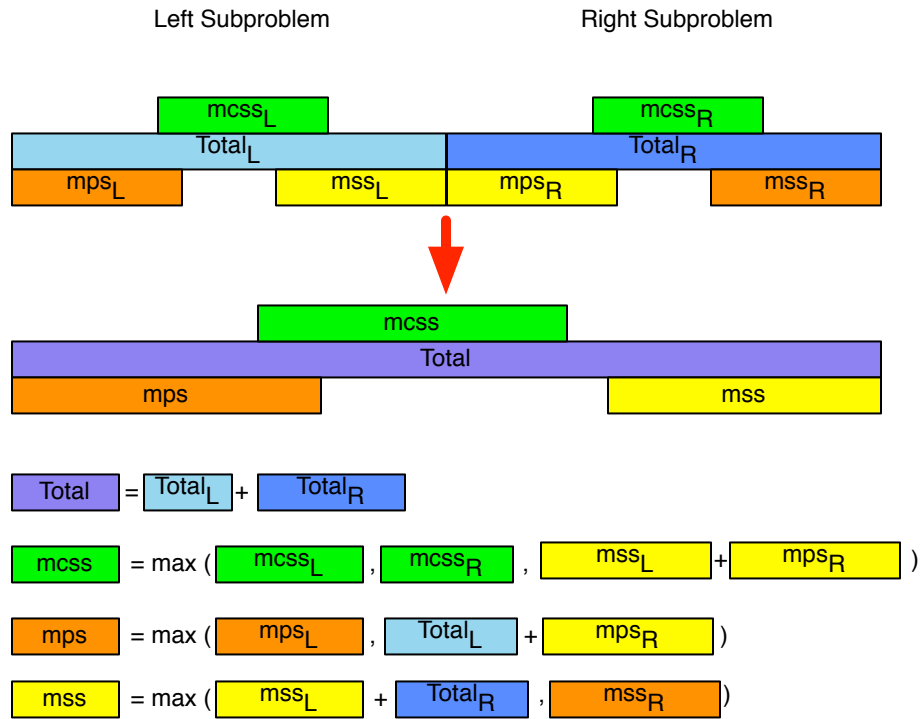 Left Subproblem Right Subproblem
mcssL mcssR
TotalL TotalR
mpsL mssL mpsR mssR
mcss
Total
mps mss
Total = TotalL + TotalR
mcss = max ( mcssL , mcssR , mssL + mpsR )
mps = max ( mpsL , TotalL + mpsR )
mss = max ( mssL + TotalR , mssR )